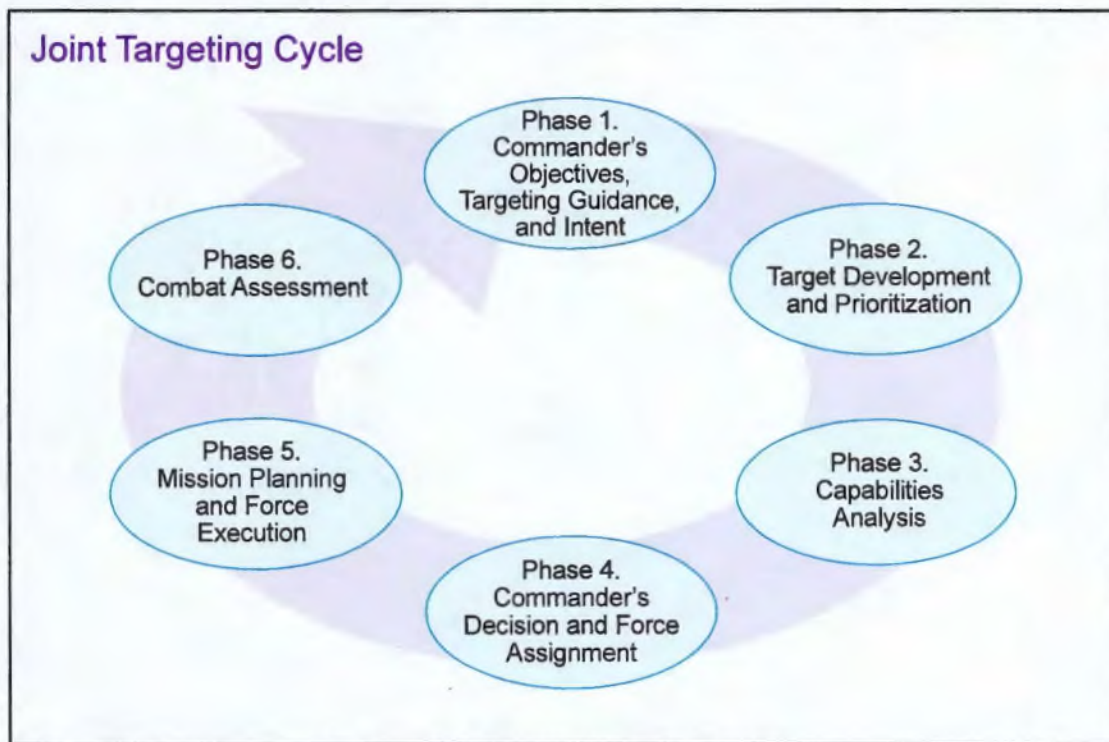 Joint Targeting Cycle
Phase 1.
Commander's
Objectives,
Targeting Guidance,
and Intent
Phase 2.
Target Development
and Prioritization
Phase 3.
Capabilities
Analysis
Phase 4.
Commander's
Decision and Force
Assignment
Phase 5.
Mission Planning
and Force
Execution
Phase 6.
Combat Assessment